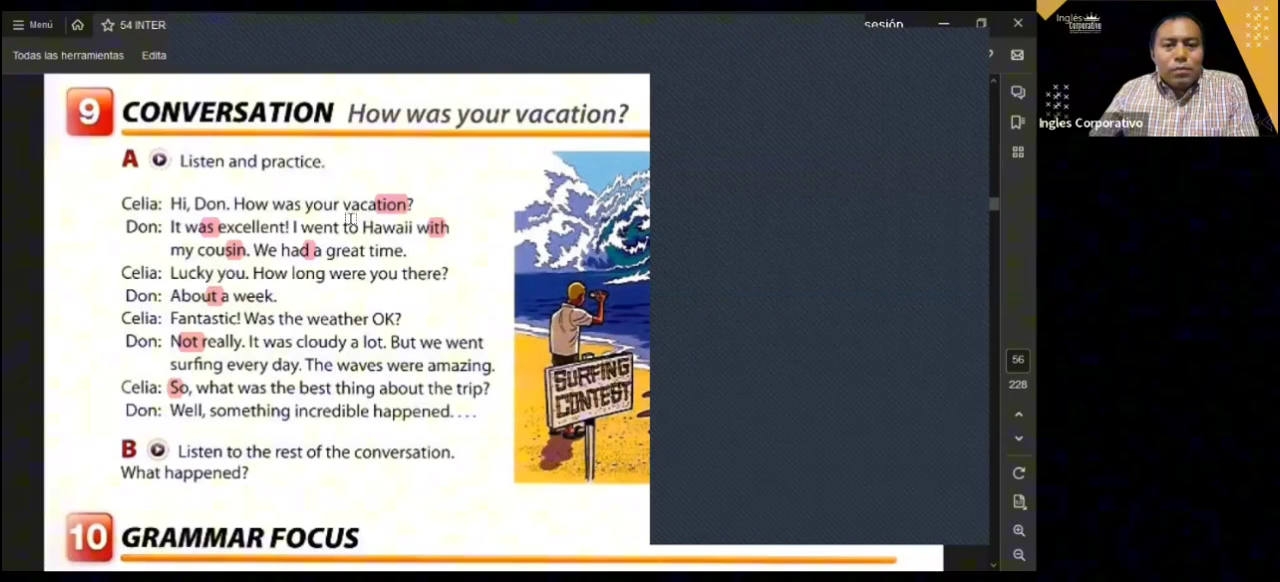 Menú
54 INTER
sesión
Todas las herramientas
Edita
9 CONVERSATION How was your vacation?
A Listen and practice.
Celia: Hi, Don. How was your vacation?
Don: It was excellent! I went to Hawaii with
my cousin. We had a great time.
Celia: Lucky you. How long were you there?
Don: About a week.
Celia: Fantastic! Was the weather OK?
Don: Not really. It was cloudy a lot. But we went
surfing every day. The waves were amazing.
Celia: So, what was the best thing about the trip?
Don: Well, something incredible happened. . . .
SURFING
CONTEST
B Listen to the rest of the conversation.
What happened?
10 GRAMMAR FOCUS
56
228
Inglés
Corporativo
Ingles Corporativo